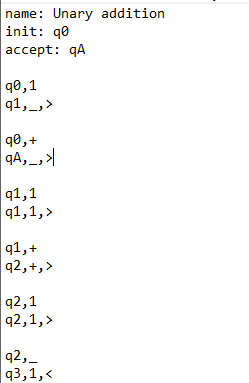 name: Unary addition
init: q0
accept: qA

q0,1
q1,_,>

q0,+
qA,_,>

q1,1
q1,1,>

q1,+
q2,+,>

q2,1
q2,1,>

q2,_
q3,1,<